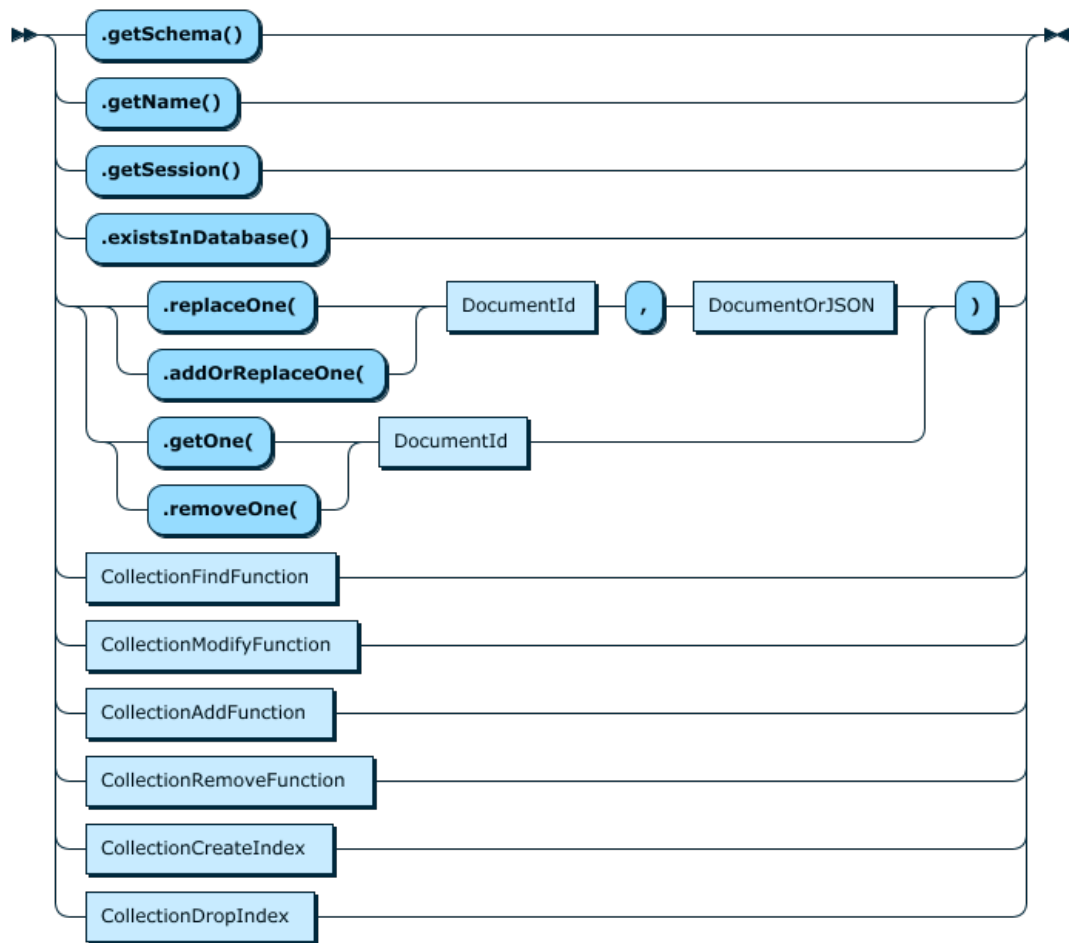 .getSchema()
.getName()
.getSession()
.existsInDatabase()
.replaceOne( DocumentId , DocumentOrJSON )
.addOrReplaceOne(
.getOne( DocumentId
.removeOne(
CollectionFindFunction
CollectionModifyFunction
CollectionAddFunction
CollectionRemoveFunction
CollectionCreateIndex
CollectionDropIndex